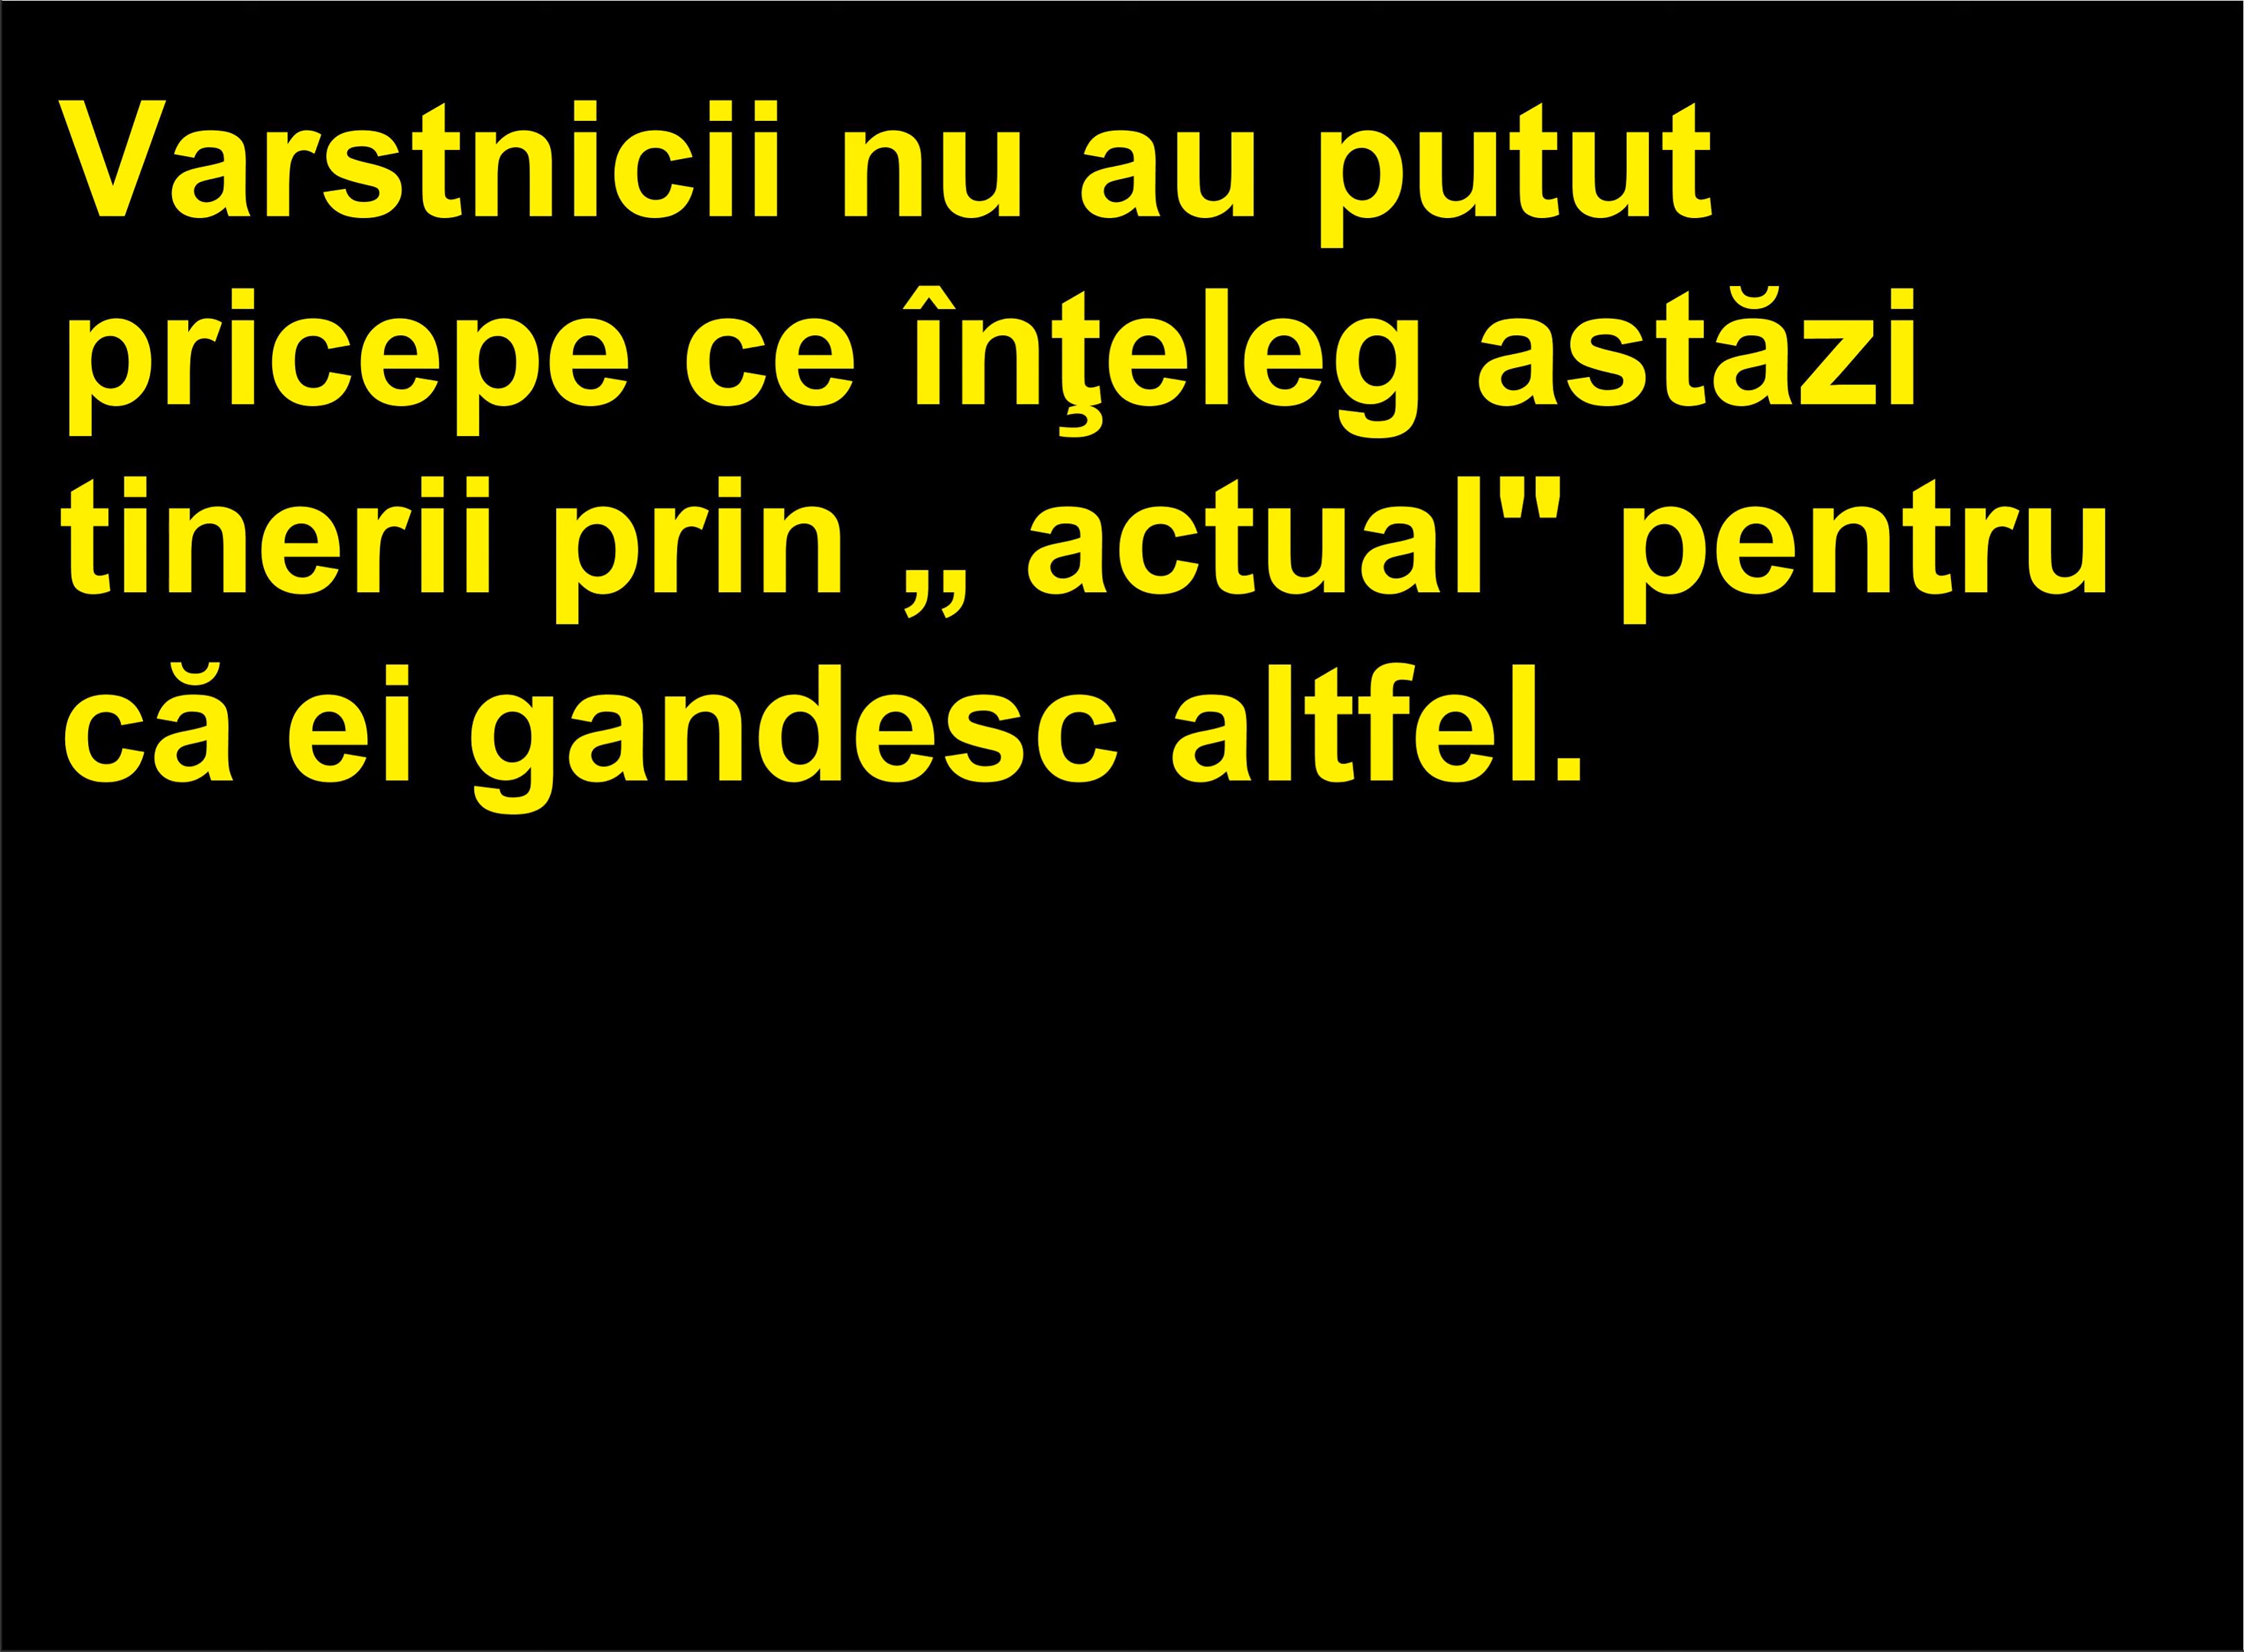 Varstnicii nu au putut
pricepe ce înţeleg astăzi
tinerii prin „ actual" pentru
că ei gandesc altfel.